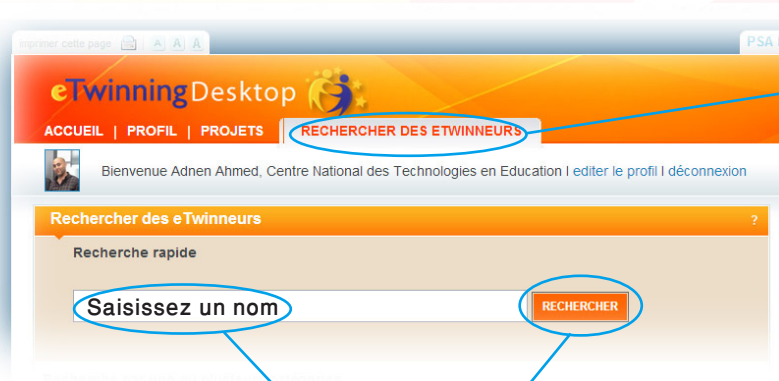 imprimer cette page A A A
PSA
eTwinning Desktop
ACCUEIL | PROFIL | PROJETS RECHERCHER DES ETWINNEURS
Bienvenue Adnen Ahmed, Centre National des Technologies en Education I editer le profil I déconnexion
Rechercher des eTwinneurs ?
Recherche rapide
Saisissez un nom RECHERCHER